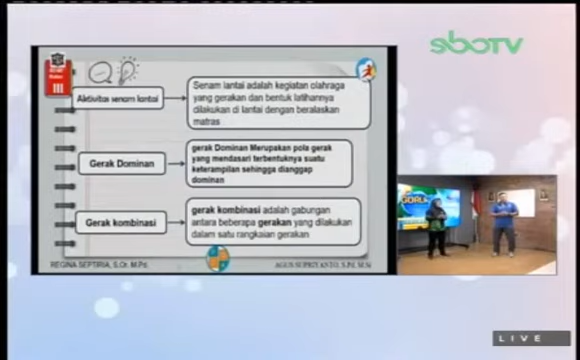 sboTV
III
Aktivitas senam lantai
Senam lantai adalah kegiatan olahraga
yang gerakan dan bentuk latihannya
dilakukan di lantai dengan beralaskan
matras
Gerak Dominan
gerak Dominan Merupakan pola gerak
yang mendasari terbentuknya suatu
keterampilan sehingga dianggap
dominan
Gerak kombinasi
gerak kombinasi adalah gabungan
antara beberapa gerakan yang dilakukan
dalam satu rangkaian gerakan
REGINA SEPTIRIA, S.Or. M.Pd.
AGUS SUPRIYANTO, S.Pd, M.M
LIVE